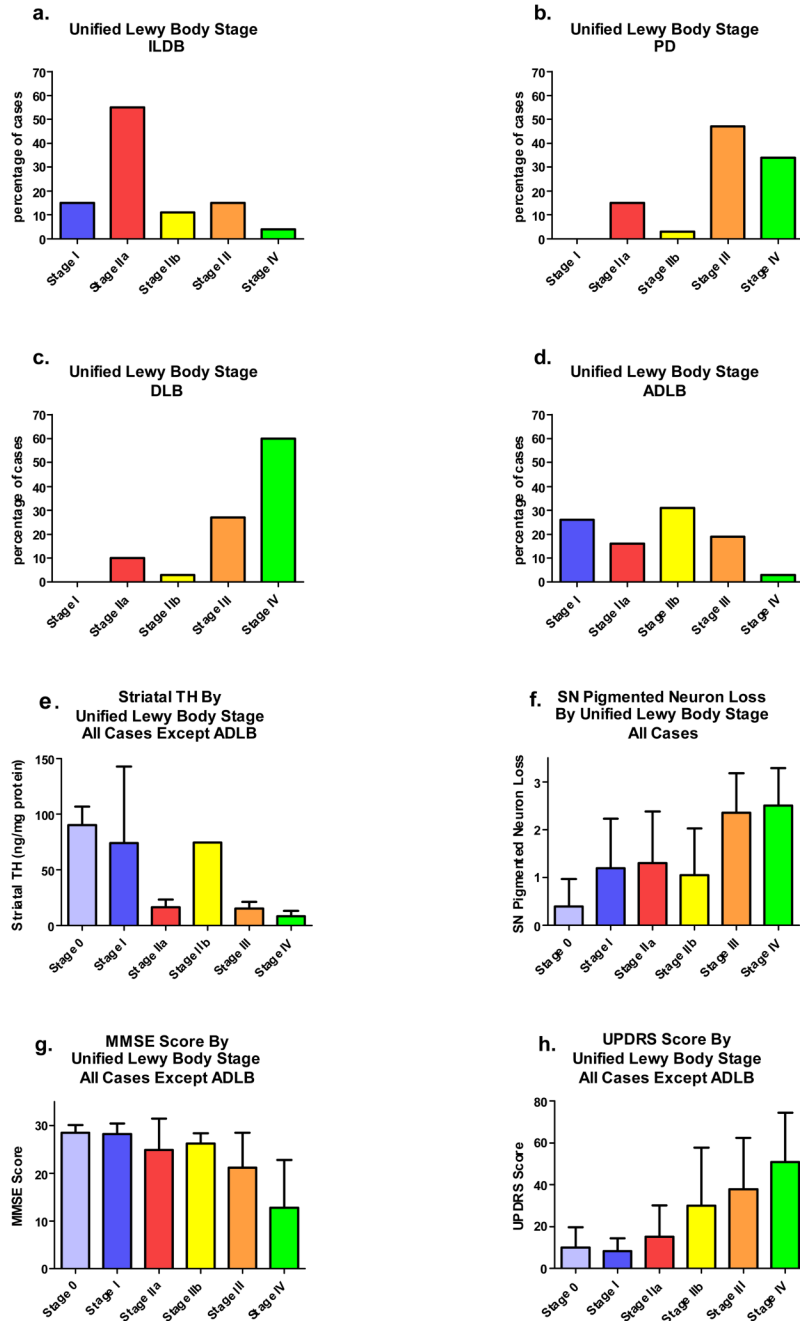 a.
Unified Lewy Body Stage
ILDB
percentage of cases
70
60
50
40
30
20
10
0
Stage I
Stage IIa
Stage IIb
Stage III
Stage IV
b.
Unified Lewy Body Stage
PD
percentage of cases
70
60
50
40
30
20
10
0
Stage I
Stage IIa
Stage IIb
Stage III
Stage IV
c.
Unified Lewy Body Stage
DLB
percentage of cases
70
60
50
40
30
20
10
0
Stage I
Stage IIa
Stage IIb
Stage III
Stage IV
d.
Unified Lewy Body Stage
ADLB
percentage of cases
70
60
50
40
30
20
10
0
Stage I
Stage IIa
Stage IIb
Stage III
Stage IV
e.
Striatal TH By
Unified Lewy Body Stage
All Cases Except ADLB
Striatal TH (ng/mg protein)
150
100
50
0
Stage 0
Stage I
Stage IIa
Stage IIb
Stage III
Stage IV
f.
SN Pigmented Neuron Loss
By Unified Lewy Body Stage
All Cases
SN Pigmented Neuron Loss
3
2
1
0
Stage 0
Stage I
Stage IIa
Stage IIb
Stage III
Stage IV
g.
MMSE Score By
Unified Lewy Body Stage
All Cases Except ADLB
MMSE Score
30
20
10
0
Stage 0
Stage I
Stage IIa
Stage IIb
Stage III
Stage IV
h.
UPDRS Score By
Unified Lewy Body Stage
All Cases Except ADLB
UPDRS Score
80
60
40
20
0
Stage 0
Stage I
Stage IIa
Stage IIb
Stage III
Stage IV